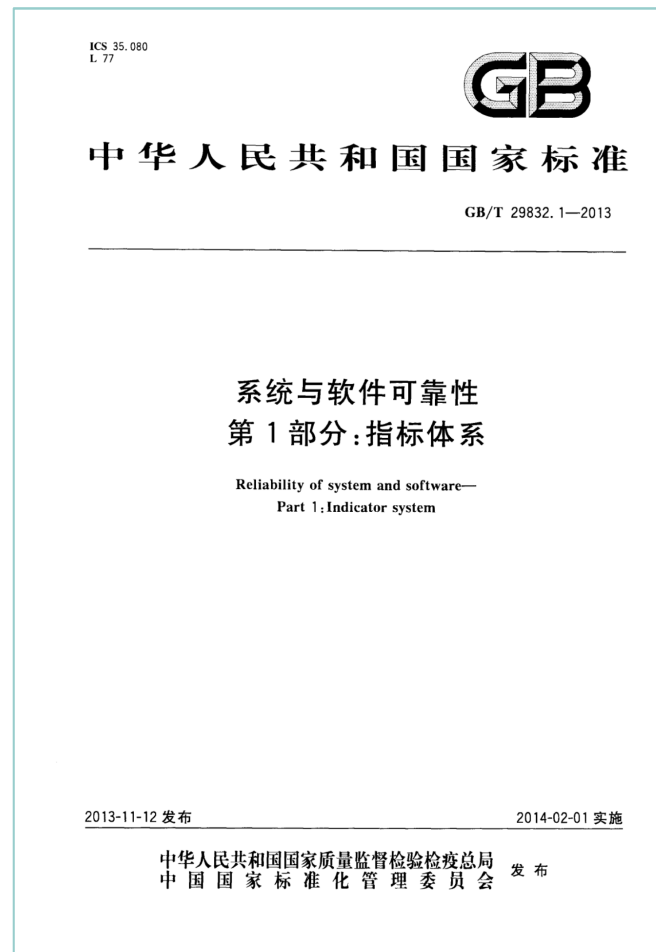 ICS 35.080
L 77
GB
中华人民共和国国家标准
GB/T 29832.1—2013
系统与软件可靠性
第1部分:指标体系
Reliability of system and software—
Part 1:Indicator system
2013-11-12 发布
2014-02-01 实施
中华人民共和国国家质量监督检验检疫总局
中国国家标准化管理委员会
发布